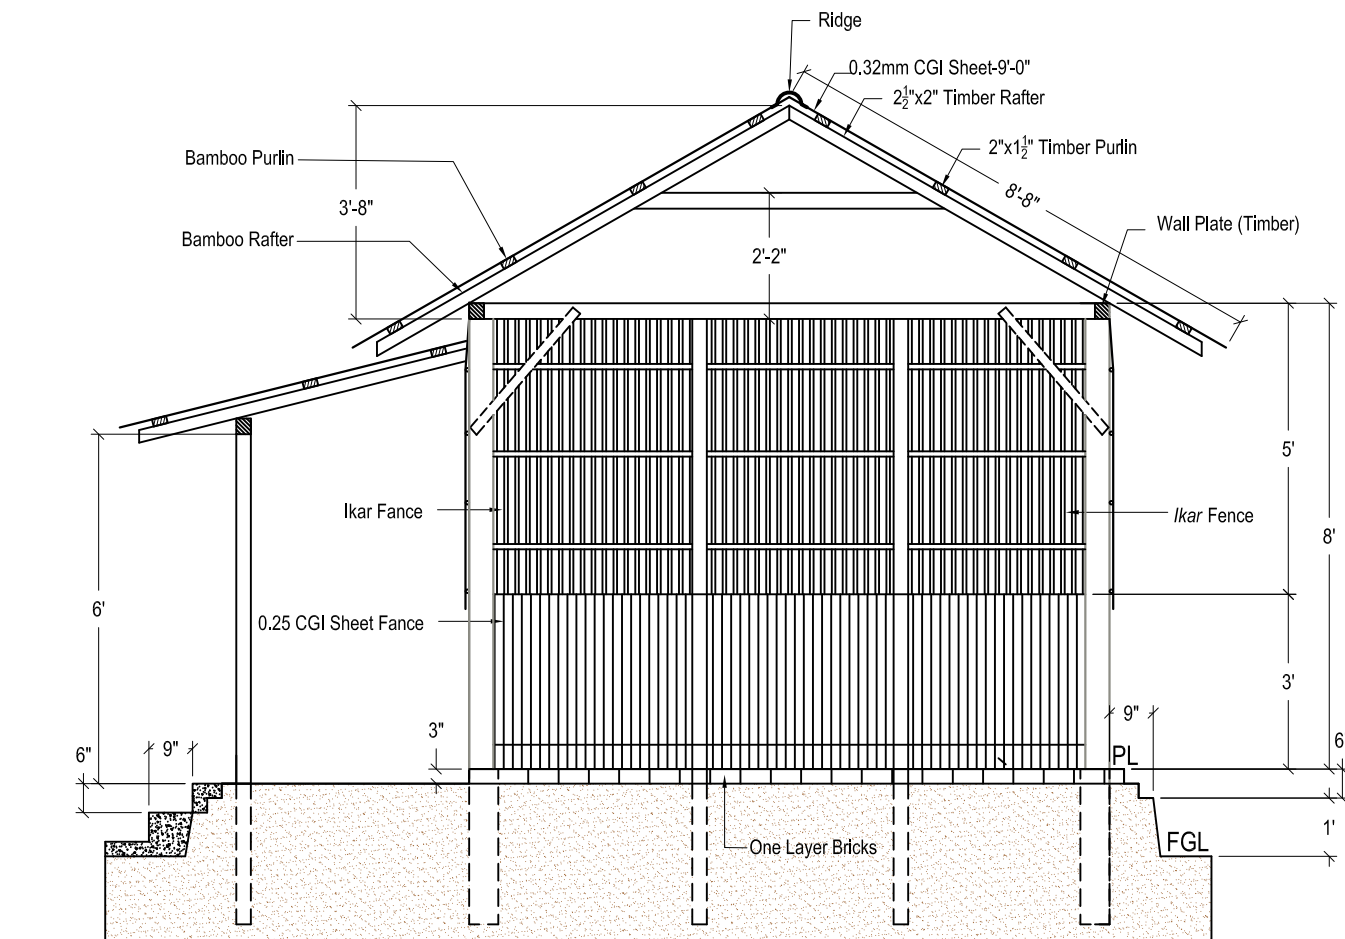 Ridge
0.32mm CGI Sheet-9'-0"
2½"x2" Timber Rafter
Bamboo Purlin
2"x1½" Timber Purlin
8'-8"
3'-8"
Wall Plate (Timber)
Bamboo Rafter
2'-2"
5'
Ikar Fance
Ikar Fence
8'
6'
0.25 CGI Sheet Fance
3'
9"
3"
9"
6"
PL
6
1'
FGL
One Layer Bricks